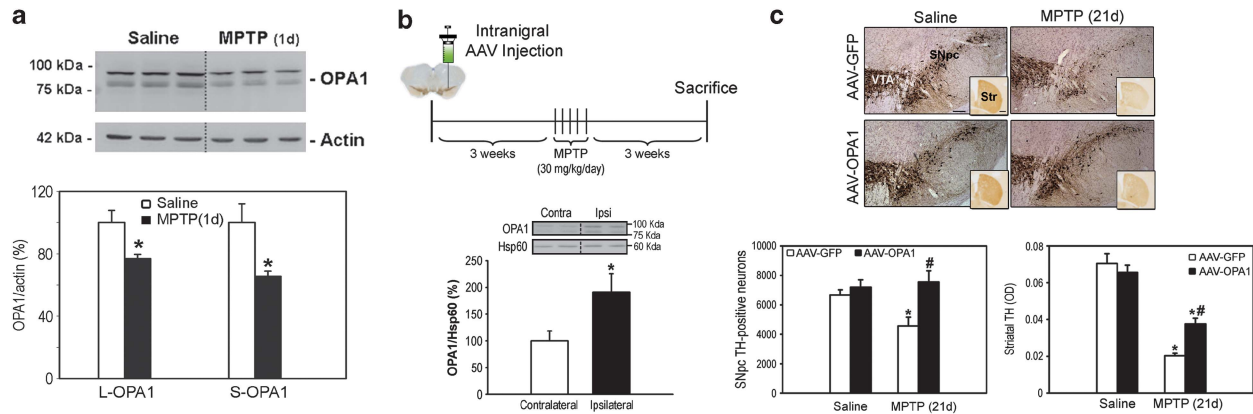 a
Saline MPTP (1d)
100 kDa -
75 kDa -
- OPA1
42 kDa -
- Actin
120
100
80
60
40
20
0
OPA1/actin (%)
Saline
MPTP(1d)
*
*
L-OPA1 S-OPA1
b
Intranigral
AAV Injection
Sacrifice
3 weeks
MPTP
(30 mg/kg/day)
3 weeks
Contra Ipsi
OPA1
100 Kda
75 Kda
Hsp60
60 Kda
250
200
150
100
50
0
OPA1/Hsp60 (%)
*
Contralateral Ipsilateral
c
Saline MPTP (21d)
AAV-GFP
SNpc
VTA
Str
AAV-OPA1
10000
8000
6000
4000
2000
0
SNpc TH-positive neurons
AAV-GFP AAV-OPA1
*
#
Saline MPTP (21d)
0.08
0.06
0.04
0.02
0
Striatal TH (OD)
AAV-GFP
AAV-OPA1
*
*#
Saline MPTP (21d)